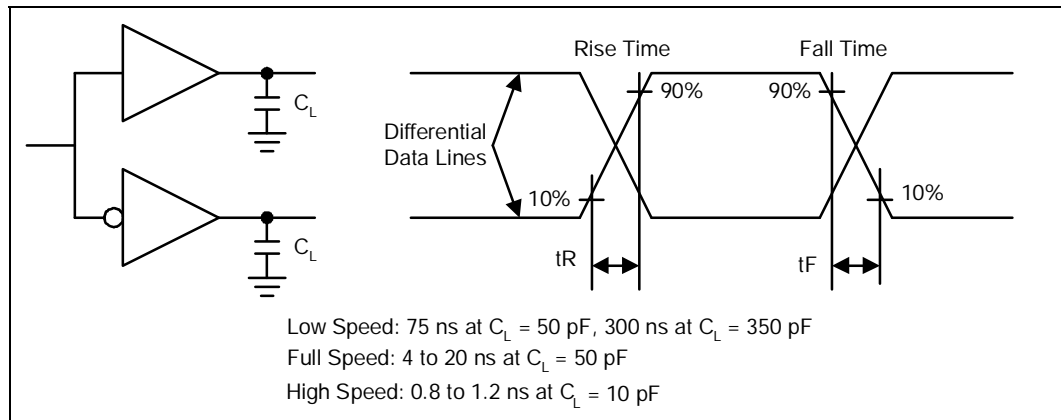 Rise Time
Fall Time
90%
90%
C_L
Differential
Data Lines
10%
10%
C_L
tR
tF
Low Speed: 75 ns at C_L = 50 pF, 300 ns at C_L = 350 pF
Full Speed: 4 to 20 ns at C_L = 50 pF
High Speed: 0.8 to 1.2 ns at C_L = 10 pF